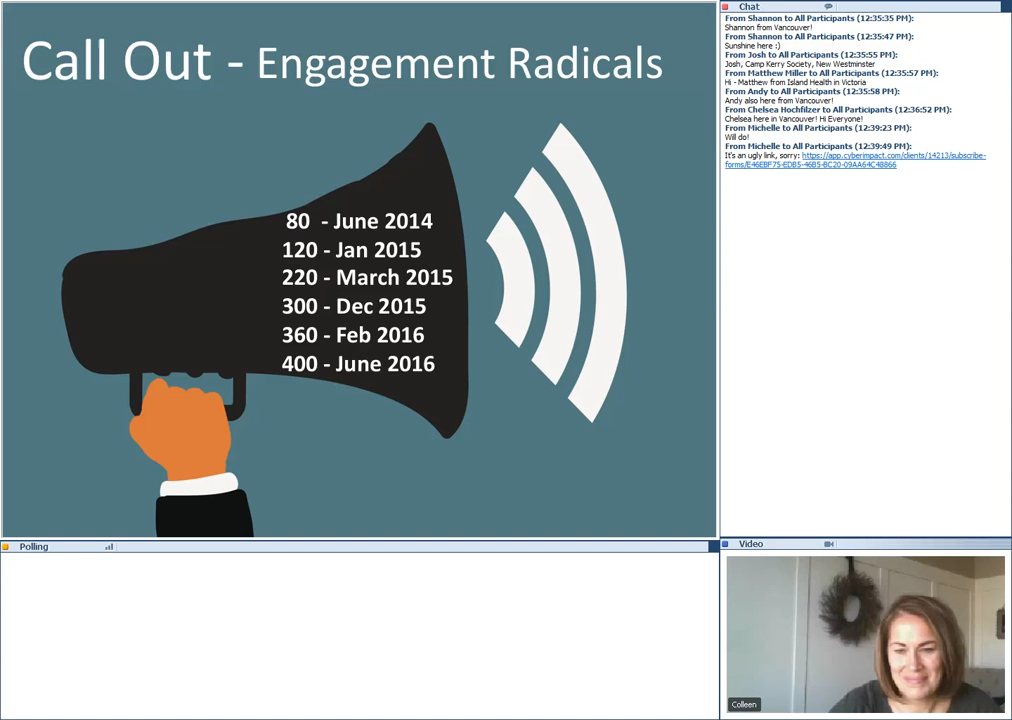 Call Out - Engagement Radicals
80 - June 2014
120 - Jan 2015
220 - March 2015
300 - Dec 2015
360 - Feb 2016
400 - June 2016
Polling
Chat
From Shannon to All Participants (12:35:35 PM):
Shannon from Vancouver!
From Shannon to All Participants (12:35:47 PM):
Sunshine here :)
From Josh to All Participants (12:35:55 PM):
Josh, Camp Kerry Society, New Westminster
From Matthew Miller to All Participants (12:35:57 PM):
Hi - Matthew from Island Health in Victoria
From Andy to All Participants (12:35:58 PM):
Andy also here from Vancouver!
From Chelsea Hochfilzer to All Participants (12:36:52 PM):
Chelsea here in Vancouver! Hi Everyone!
From Michelle to All Participants (12:39:23 PM):
Will do!
From Michelle to All Participants (12:39:49 PM):
It's an ugly link, sorry: https://app.cyberimpact.com/clients/14213/subscribe-
forms/E46EBF75-EDB5-46B5-BC20-09AA64C48866
Video
Colleen